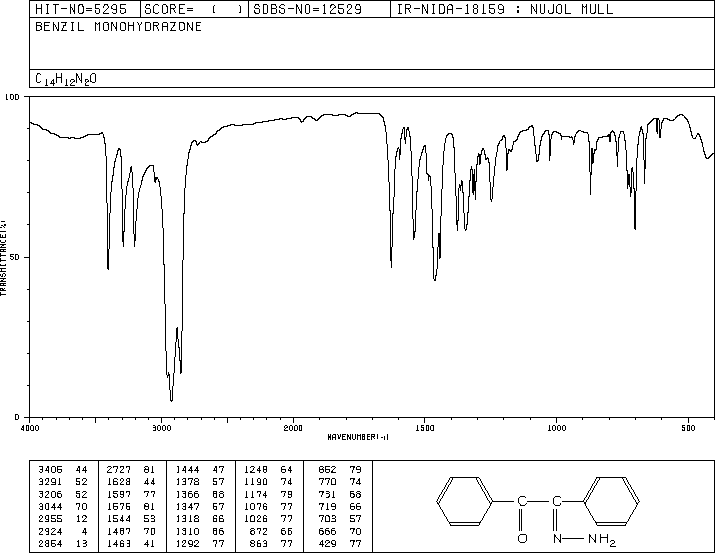 HIT-NO=5295 SCORE= ( ) SDBS-NO=12529 IR-NIDA-18159 : NUJOL MULL
BENZIL MONOHYDRAZONE
C14H12N2O
100
50
0
TRANSMITTANCE(%)
4000 3000 2000 1500 1000 500
WAVENUMBER(-1)
3405 44 2727 81 1444 47 1248 64 852 79
3291 52 1628 44 1378 57 1190 74 770 74
3206 52 1597 77 1366 68 1174 79 731 68
3044 70 1576 81 1347 57 1076 77 719 66
2955 12 1544 53 1318 66 1026 77 703 57
2924 4 1487 70 1310 66 872 66 666 70
2854 13 1463 41 1292 77 863 77 429 77
C C
O N NH2